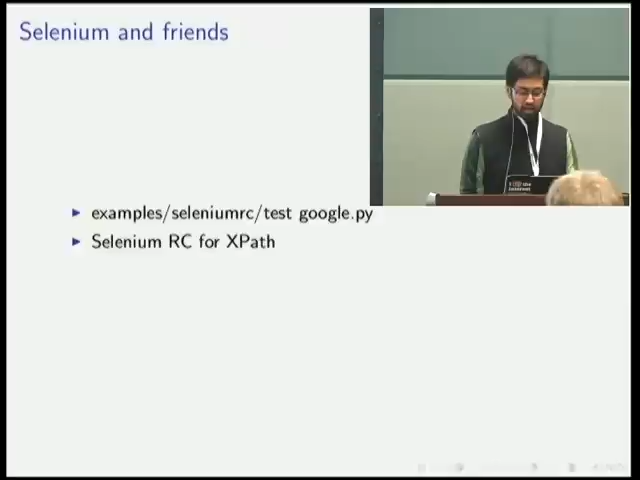 Selenium and friends
examples/seleniumrc/test google.py
Selenium RC for XPath